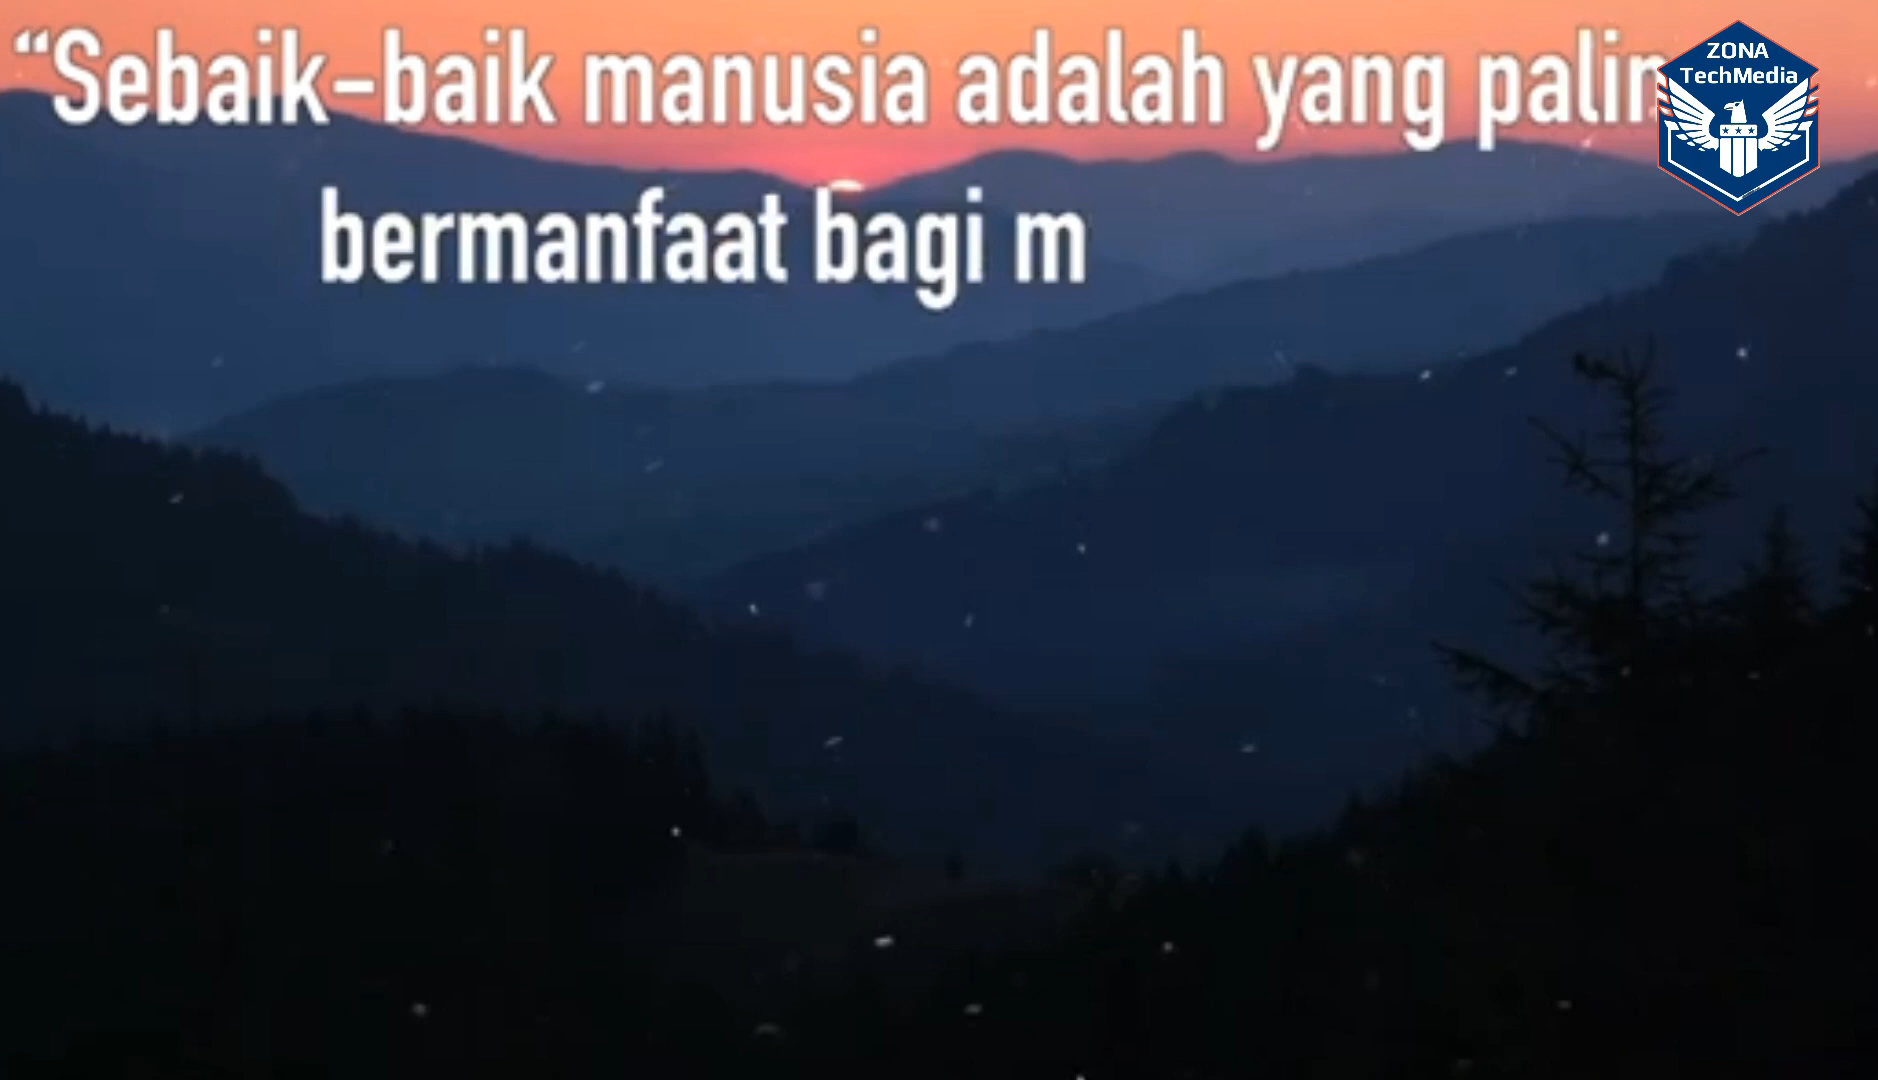 “Sebaik-baik manusia adalah yang palin
bermanfaat bagi m
ZONA
TechMedia